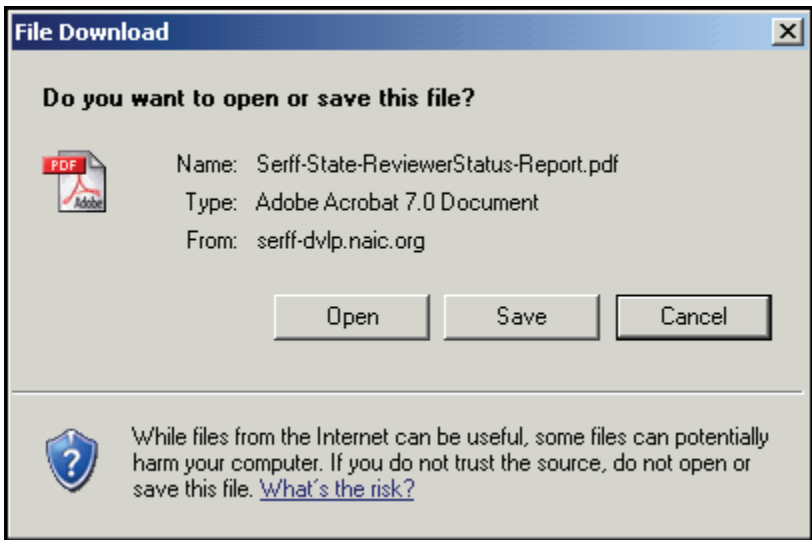 File Download
Do you want to open or save this file?
PDF
Adobe
Name: Serff-State-ReviewerStatus-Report.pdf
Type: Adobe Acrobat 7.0 Document
From: serff-dvlp.naic.org
Open Save Cancel
While files from the Internet can be useful, some files can potentially
harm your computer. If you do not trust the source, do not open or
save this file. What's the risk?